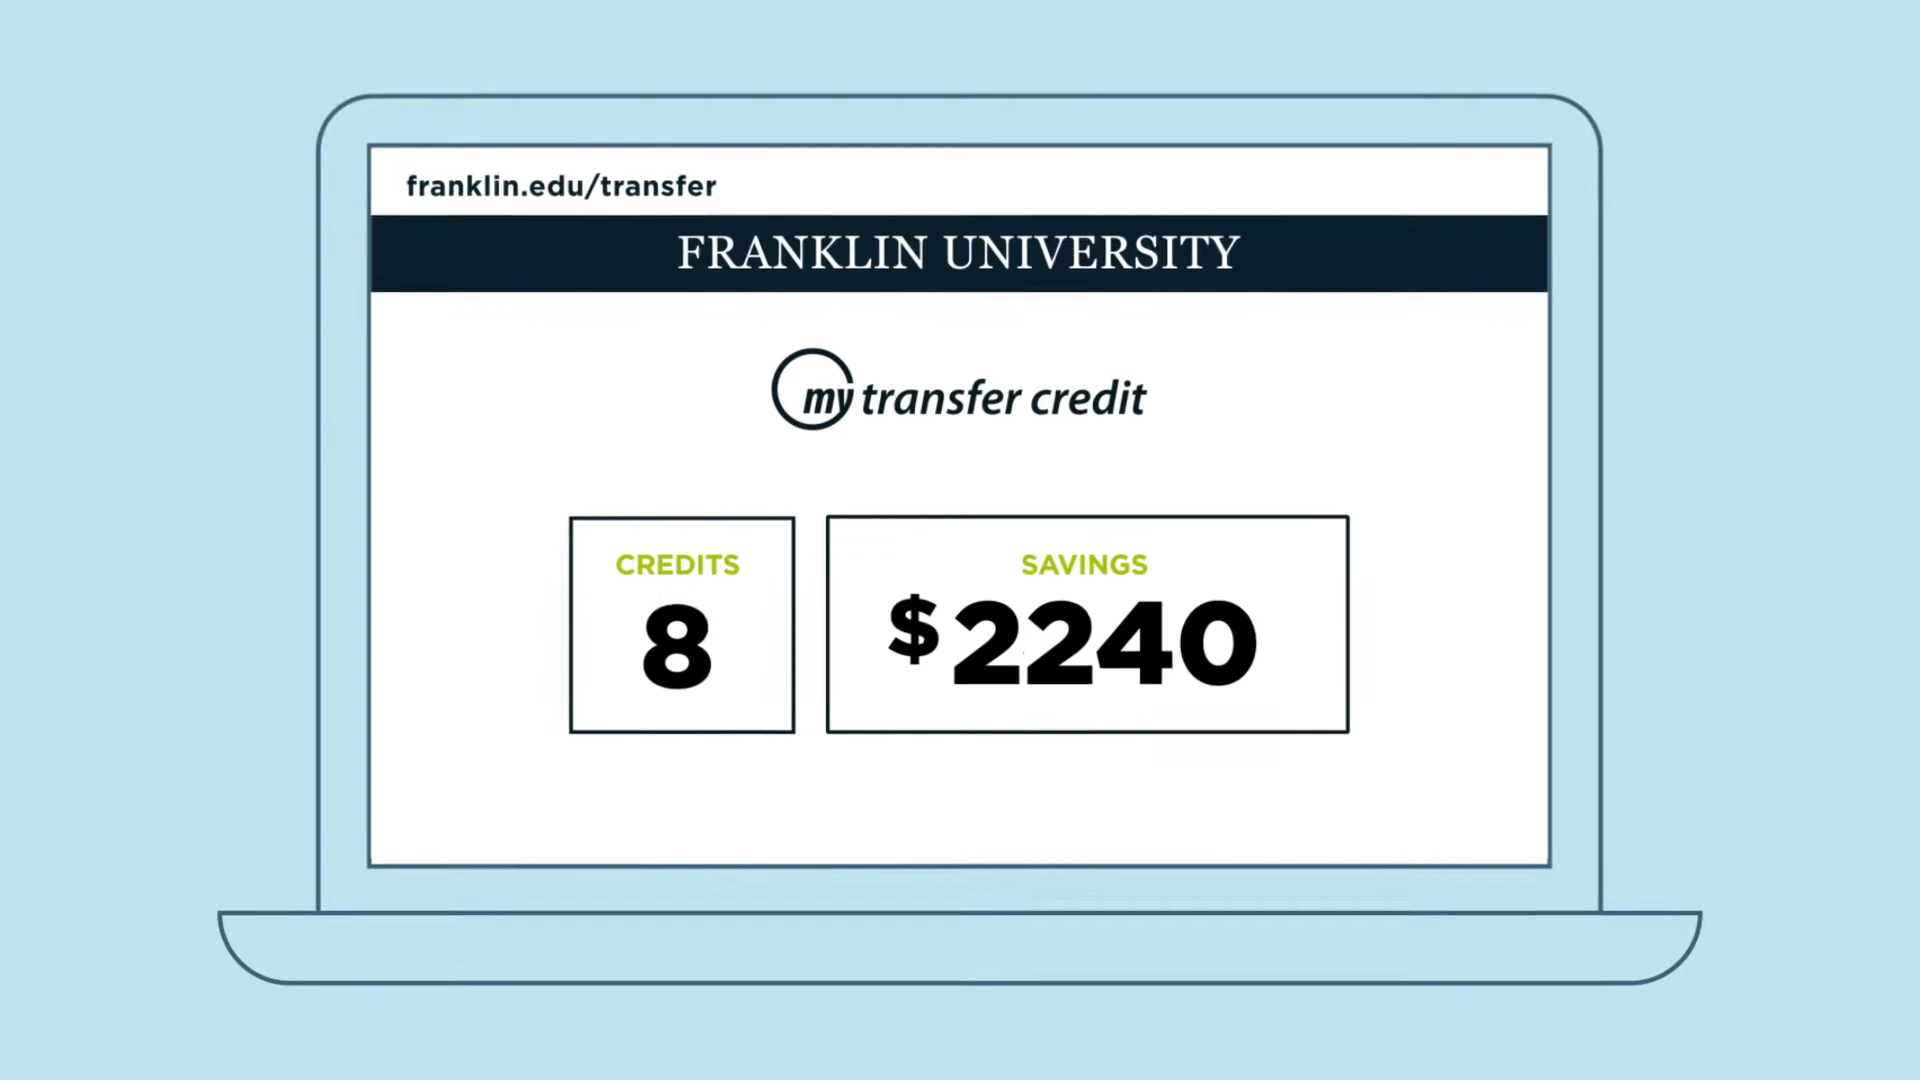 franklin.edu/transfer
FRANKLIN UNIVERSITY
my transfer credit
CREDITS
8
SAVINGS
$2240